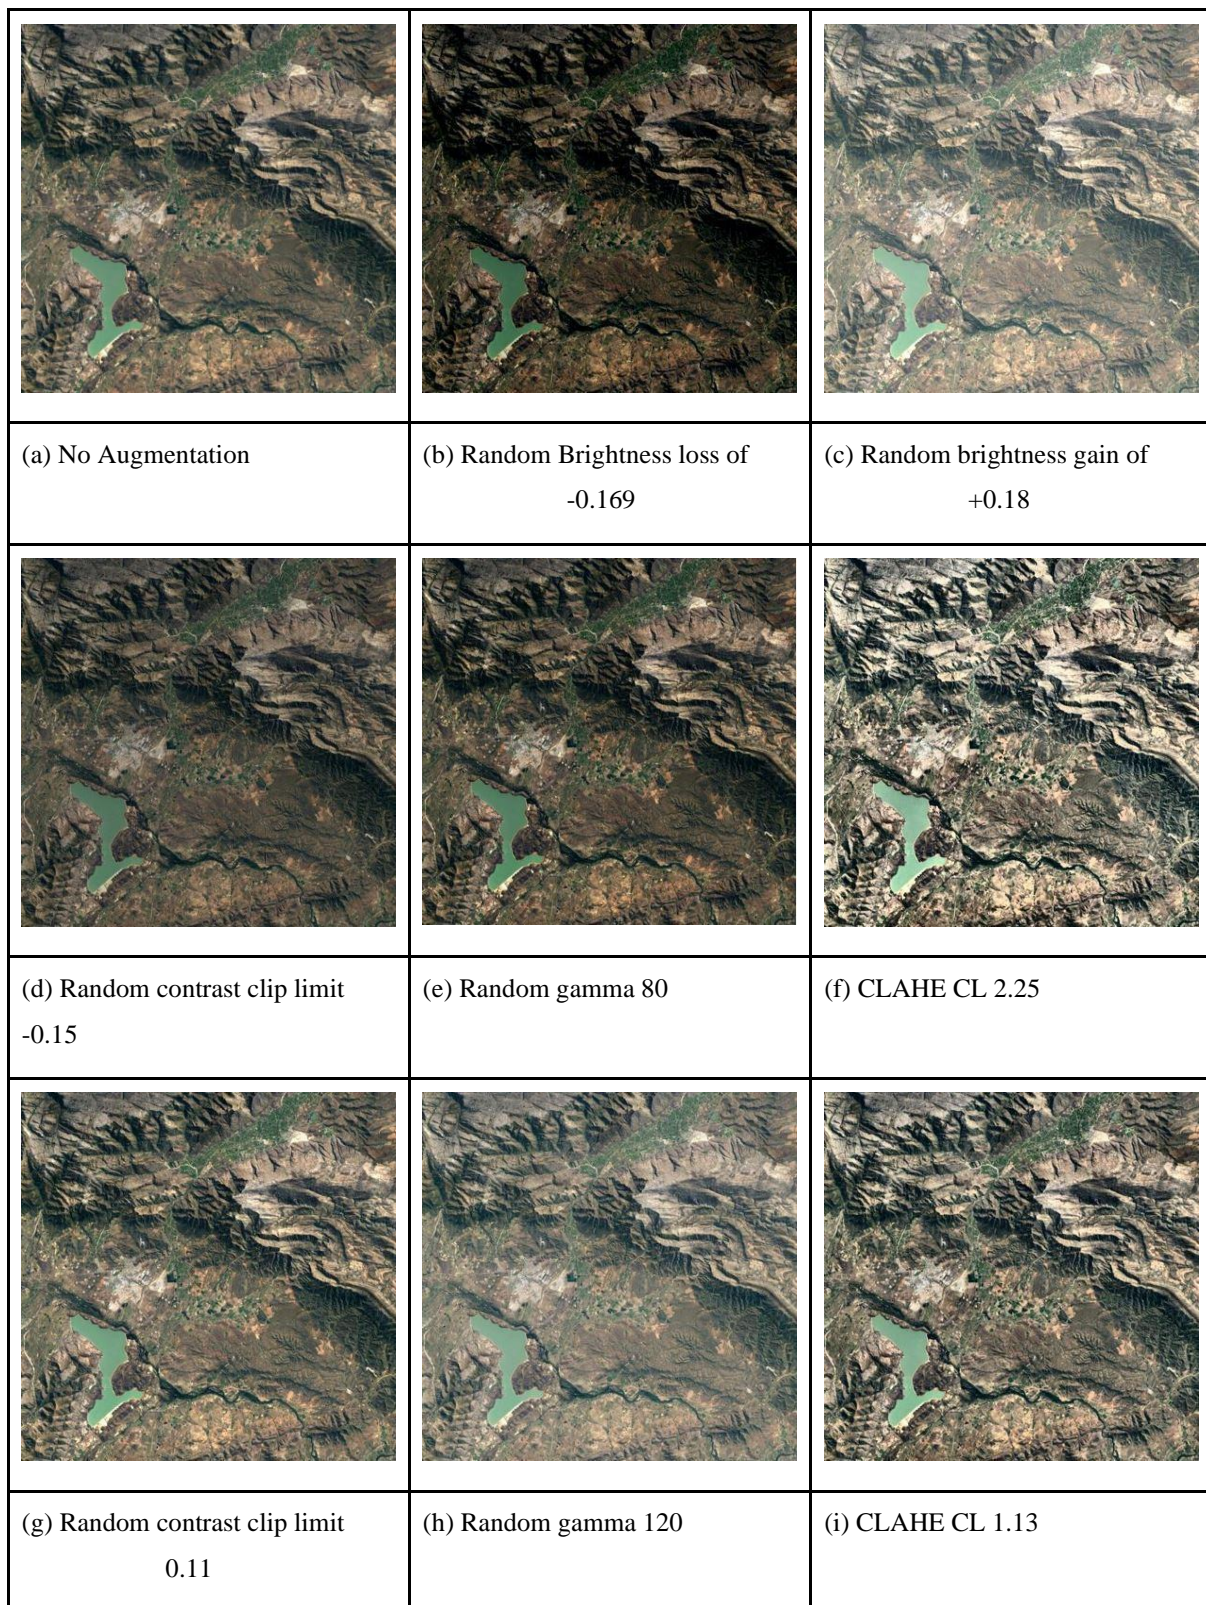 (a) No Augmentation
(b) Random Brightness loss of
-0.169
(c) Random brightness gain of
+0.18
(d) Random contrast clip limit
-0.15
(e) Random gamma 80
(f) CLAHE CL 2.25
(g) Random contrast clip limit
0.11
(h) Random gamma 120
(i) CLAHE CL 1.13